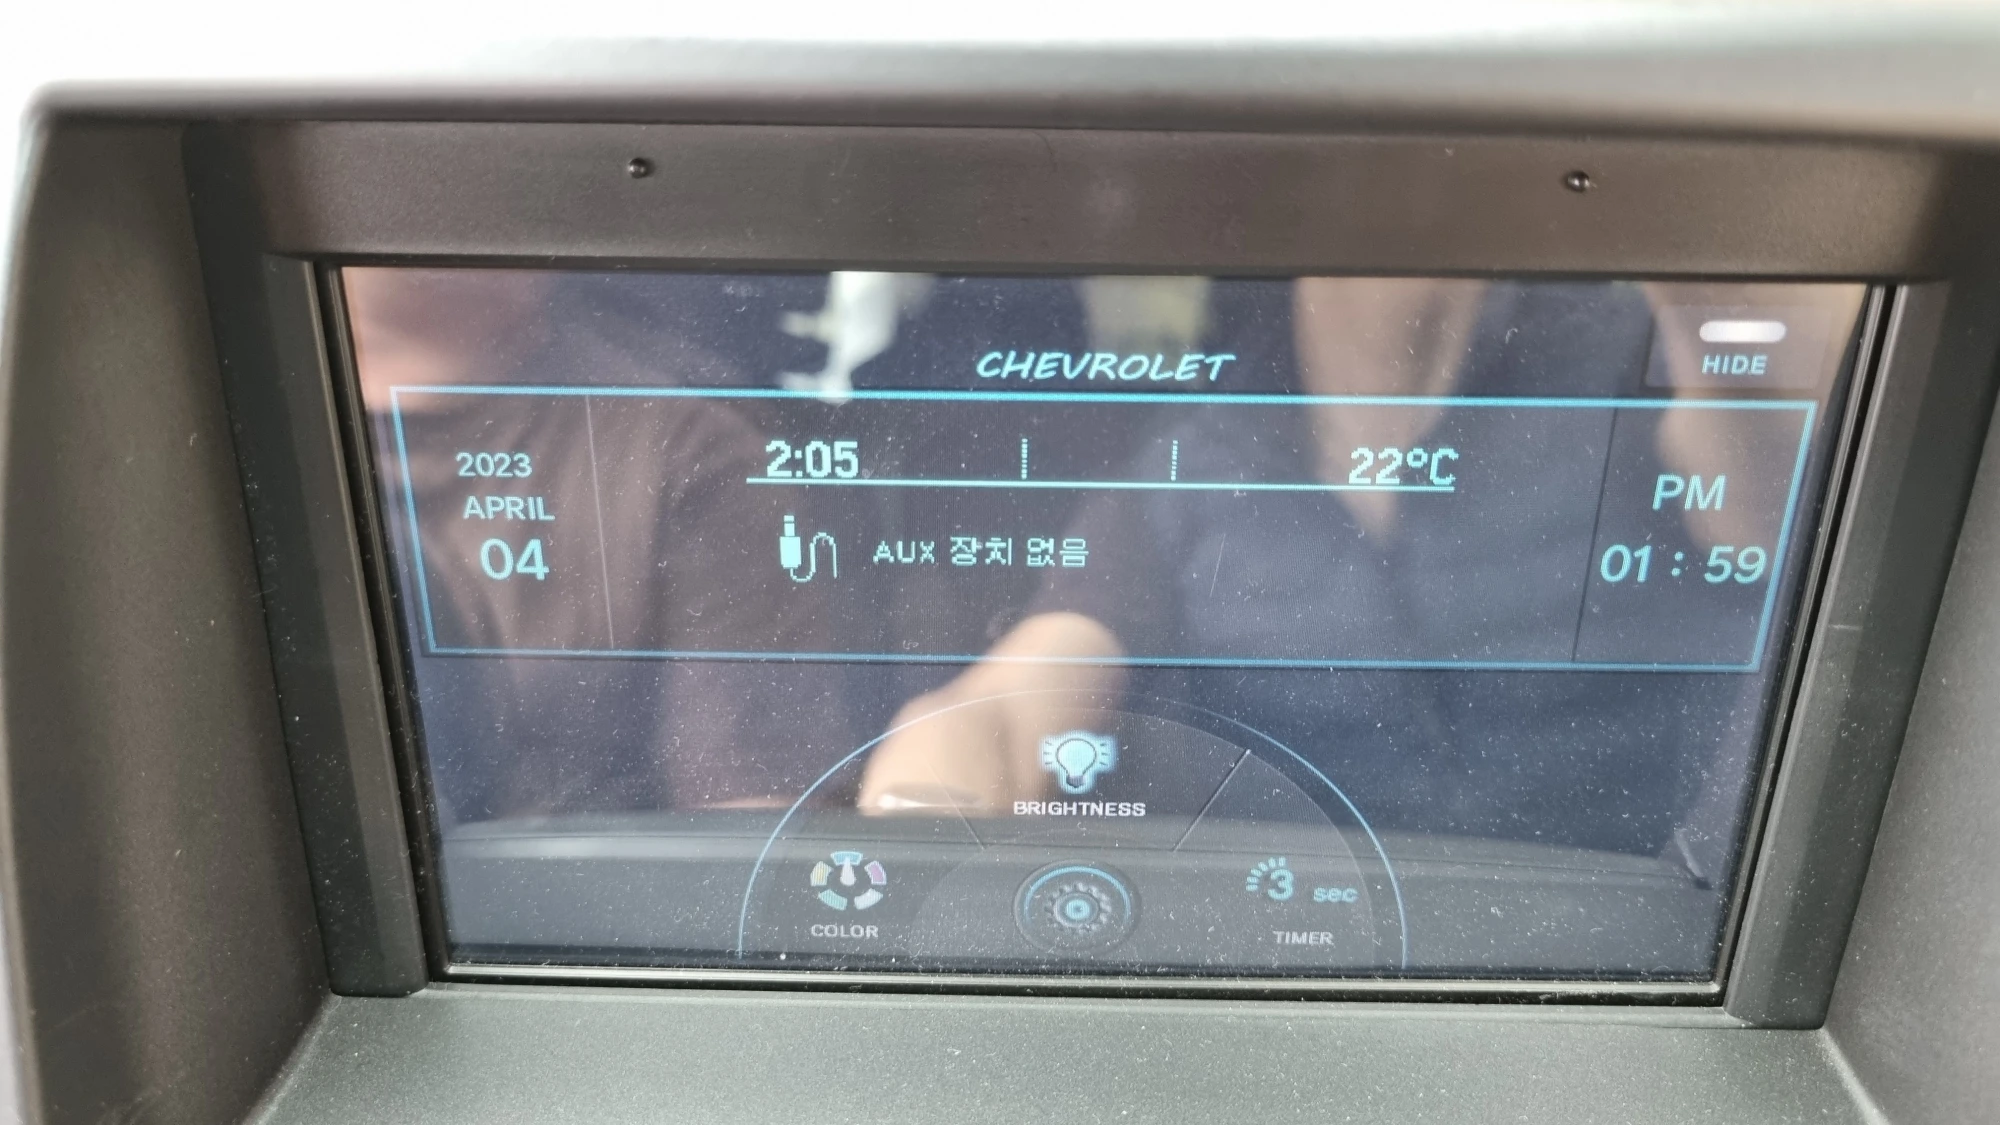 CHEVROLET
HIDE
2023
APRIL
04
2:05
22°C
AUX 장치 없음
PM
01 : 59
BRIGHTNESS
COLOR
3 sec
TIMER